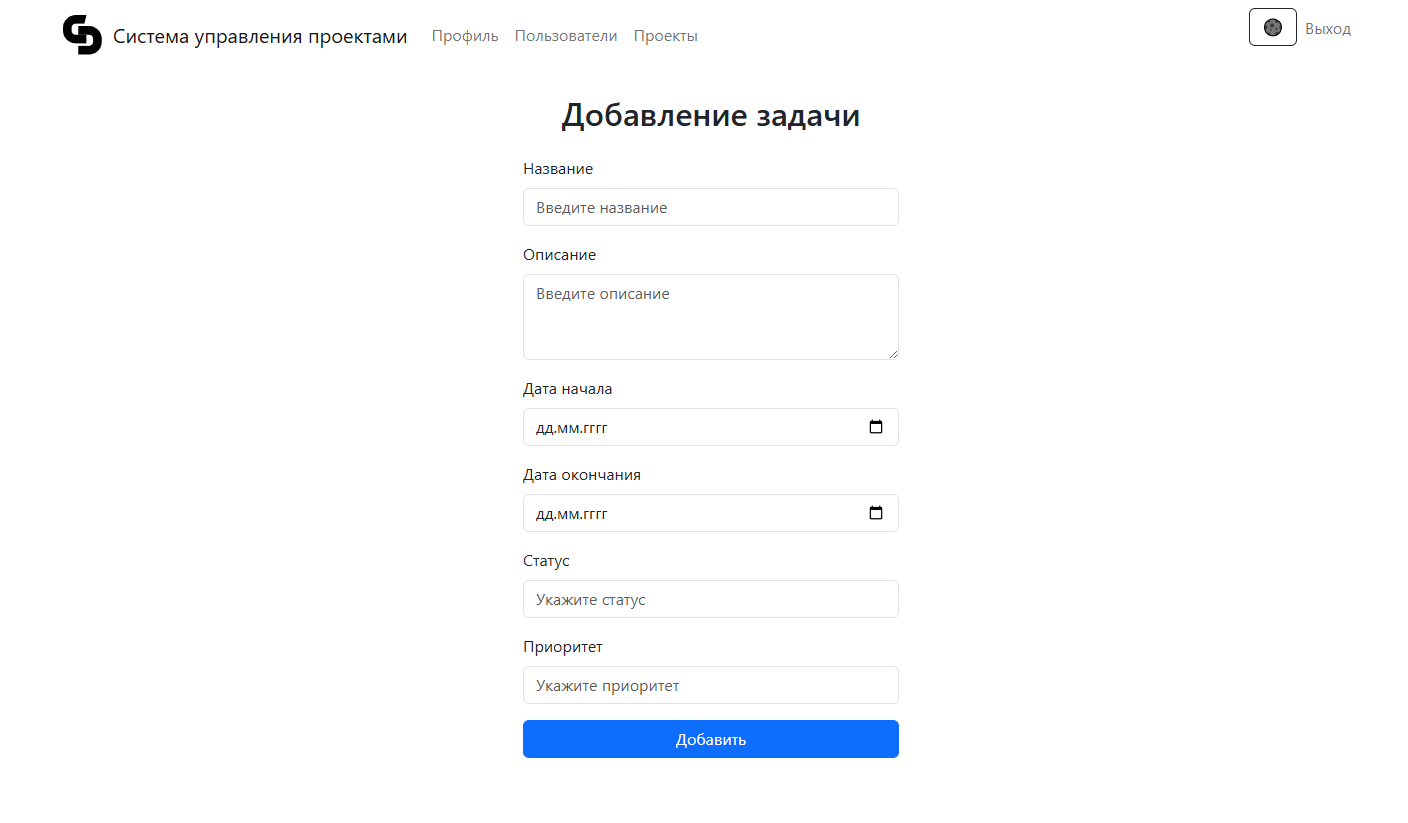 Система управления проектами Профиль Пользователи Проекты Выход
Добавление задачи
Название
Введите название
Описание
Введите описание
Дата начала
дд.мм.гггг
Дата окончания
дд.мм.гггг
Статус
Укажите статус
Приоритет
Укажите приоритет
Добавить